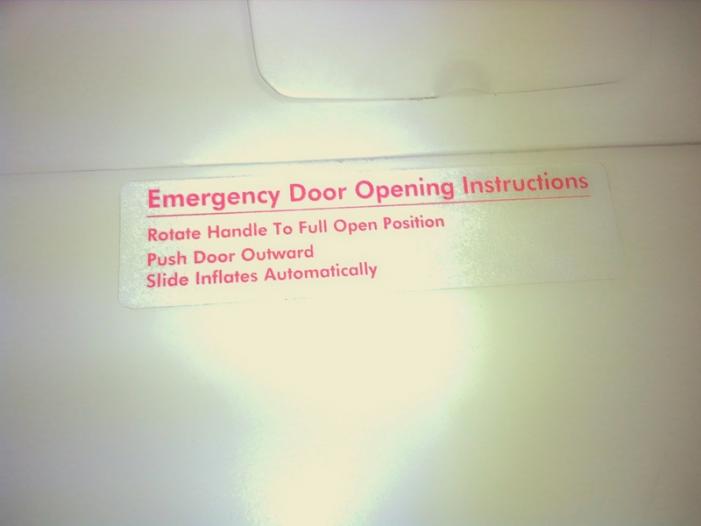 Emergency Door Opening Instructions
Rotate Handle To Full Open Position
Push Door Outward
Slide Inflates Automatically